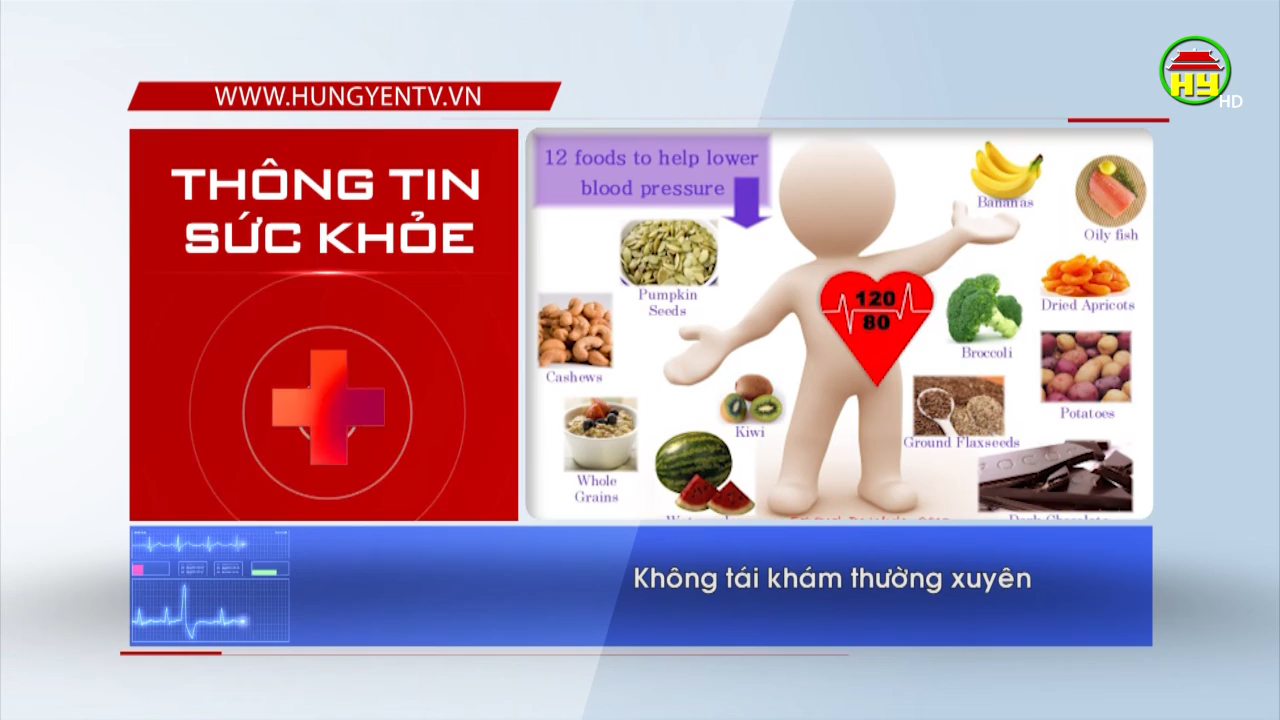 WWW.HUNGYENTV.VN
HY
HD
THÔNG TIN
SỨC KHỎE
12 foods to help lower
blood pressure
Bananas
Oily fish
Pumpkin
Seeds
120
80
Dried Apricots
Broccoli
Cashews
Potatoes
Kiwi
Ground Flaxseeds
Whole
Grains
Dark Chocolate
Không tái khám thường xuyên